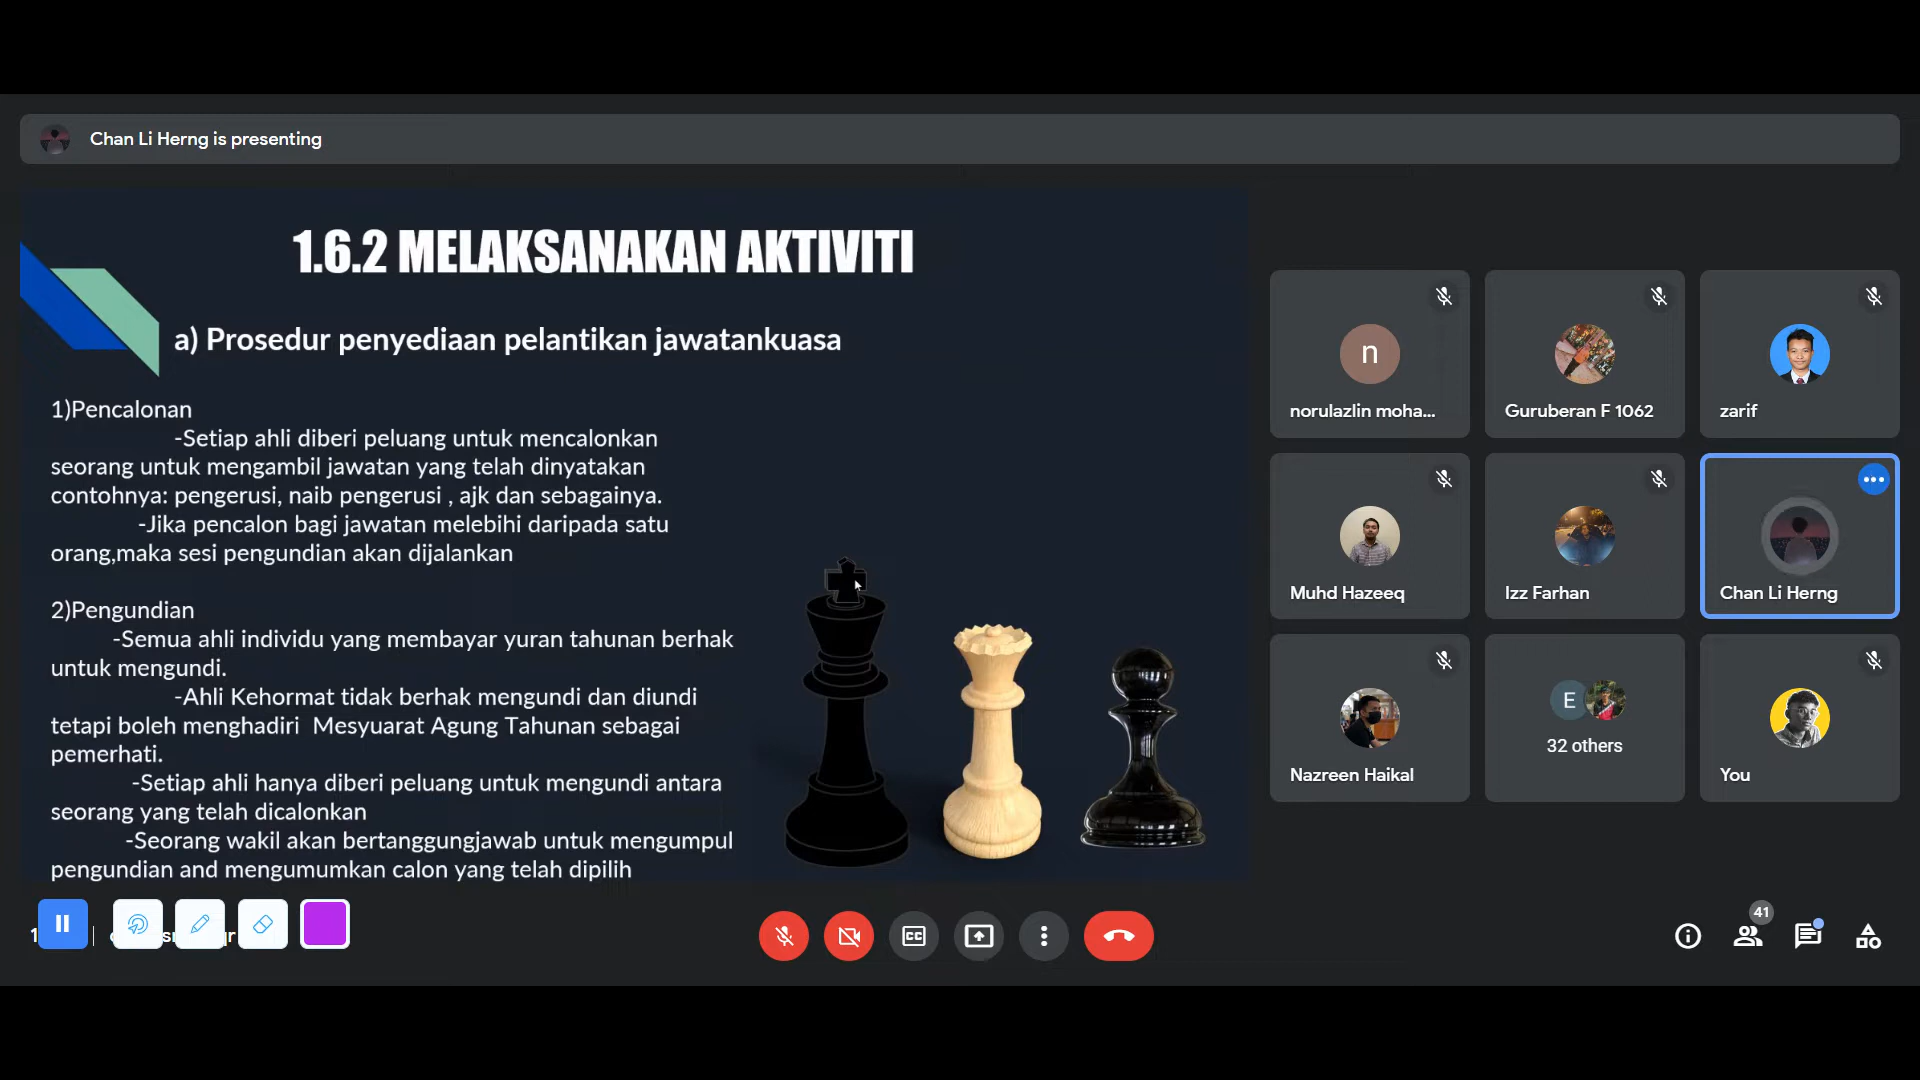 Chan Li Herng is presenting
1.6.2 MELAKSANAKAN AKTIVITI
a) Prosedur penyediaan pelantikan jawatankuasa
1)Pencalonan
-Setiap ahli diberi peluang untuk mencalonkan
seorang untuk mengambil jawatan yang telah dinyatakan
contohnya: pengerusi, naib pengerusi , ajk dan sebagainya.
-Jika pencalon bagi jawatan melebihi daripada satu
orang,maka sesi pengundian akan dijalankan
2)Pengundian
-Semua ahli individu yang membayar yuran tahunan berhak
untuk mengundi.
-Ahli Kehormat tidak berhak mengundi dan diundi
tetapi boleh menghadiri Mesyuarat Agung Tahunan sebagai
pemerhati.
-Setiap ahli hanya diberi peluang untuk mengundi antara
seorang yang telah dicalonkan
-Seorang wakil akan bertanggungjawab untuk mengumpul
pengundian and mengumumkan calon yang telah dipilih
n
norulazlin moha...
Guruberan F 1062
zarif
Muhd Hazeeq
Izz Farhan
Chan Li Herng
Nazreen Haikal
E
32 others
You
CC
41